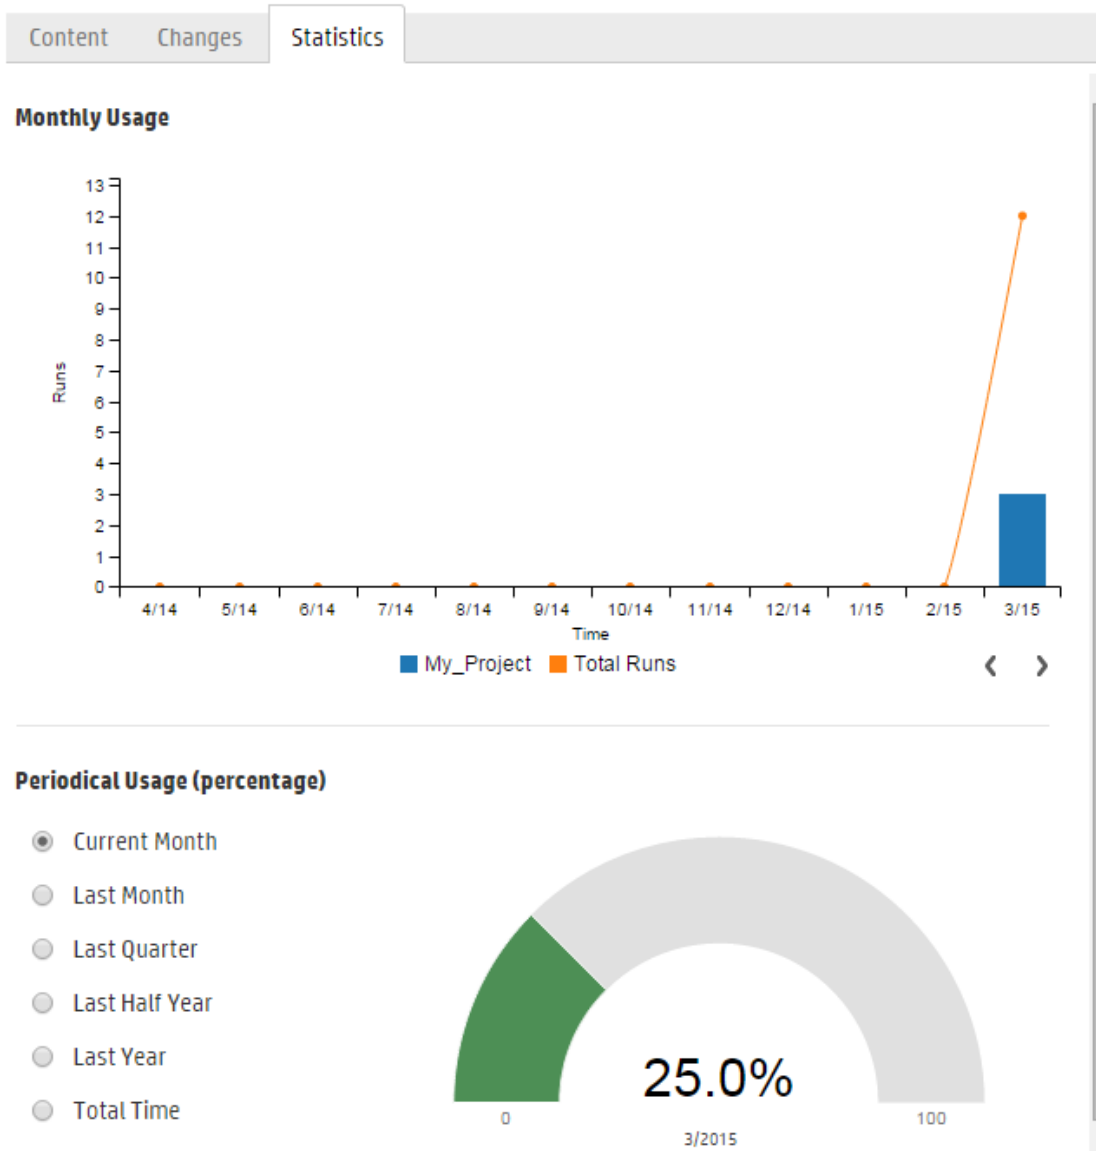 Content Changes Statistics
Monthly Usage
13
12
11
10
9
8
7
6
5
4
3
2
1
0
Runs
4/14 5/14 6/14 7/14 8/14 9/14 10/14 11/14 12/14 1/15 2/15 3/15
Time
My_Project Total Runs
Periodical Usage (percentage)
Current Month
Last Month
Last Quarter
Last Half Year
Last Year
Total Time
25.0%
0 100
3/2015